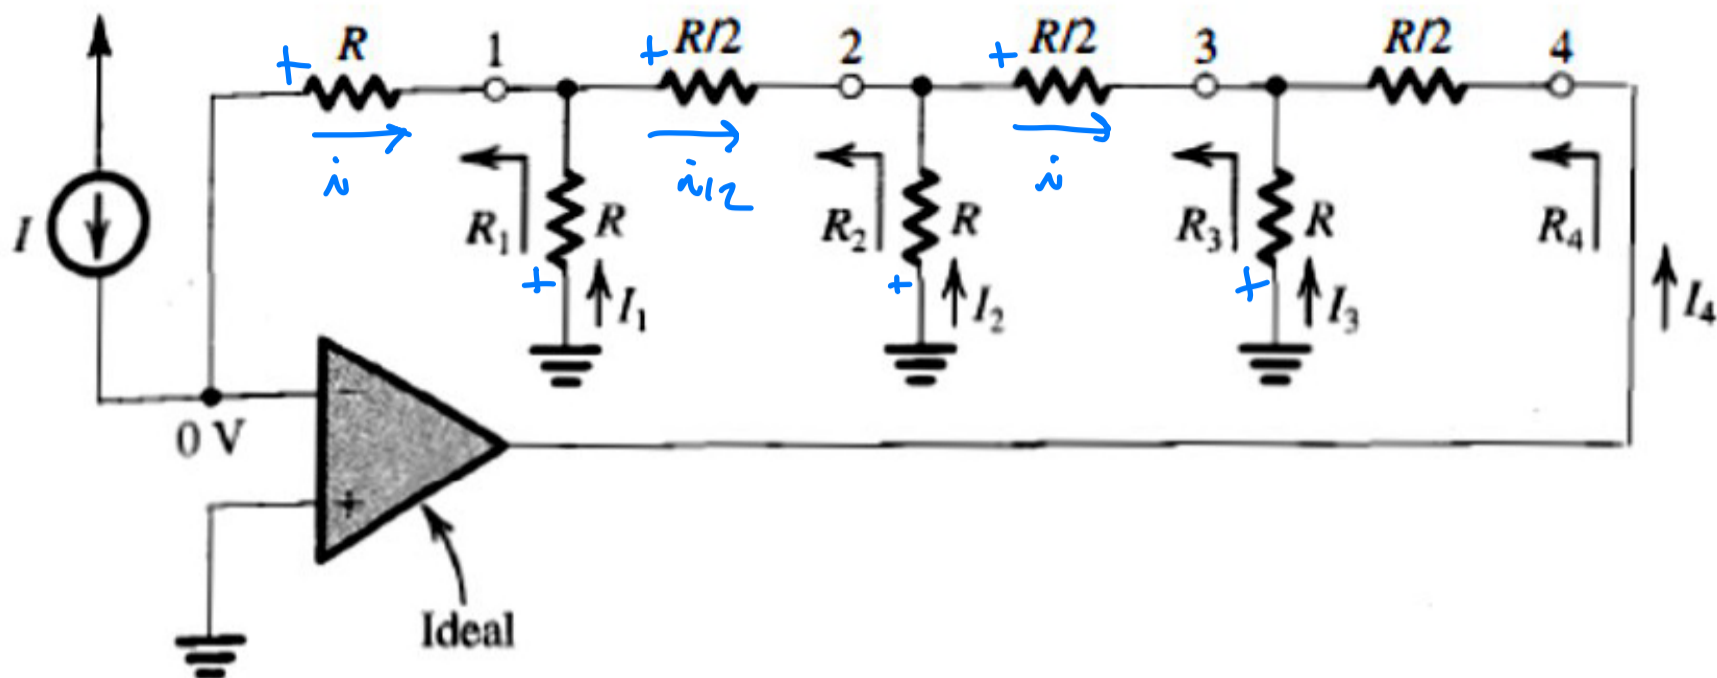 R 1 R/2 2 R/2 3 R/2 4
+ + +
i i/2 i
I R₁ R R₂ R R₃ R R₄
+ I₁ + I₂ + I₃ I₄
0 V
−
+
Ideal